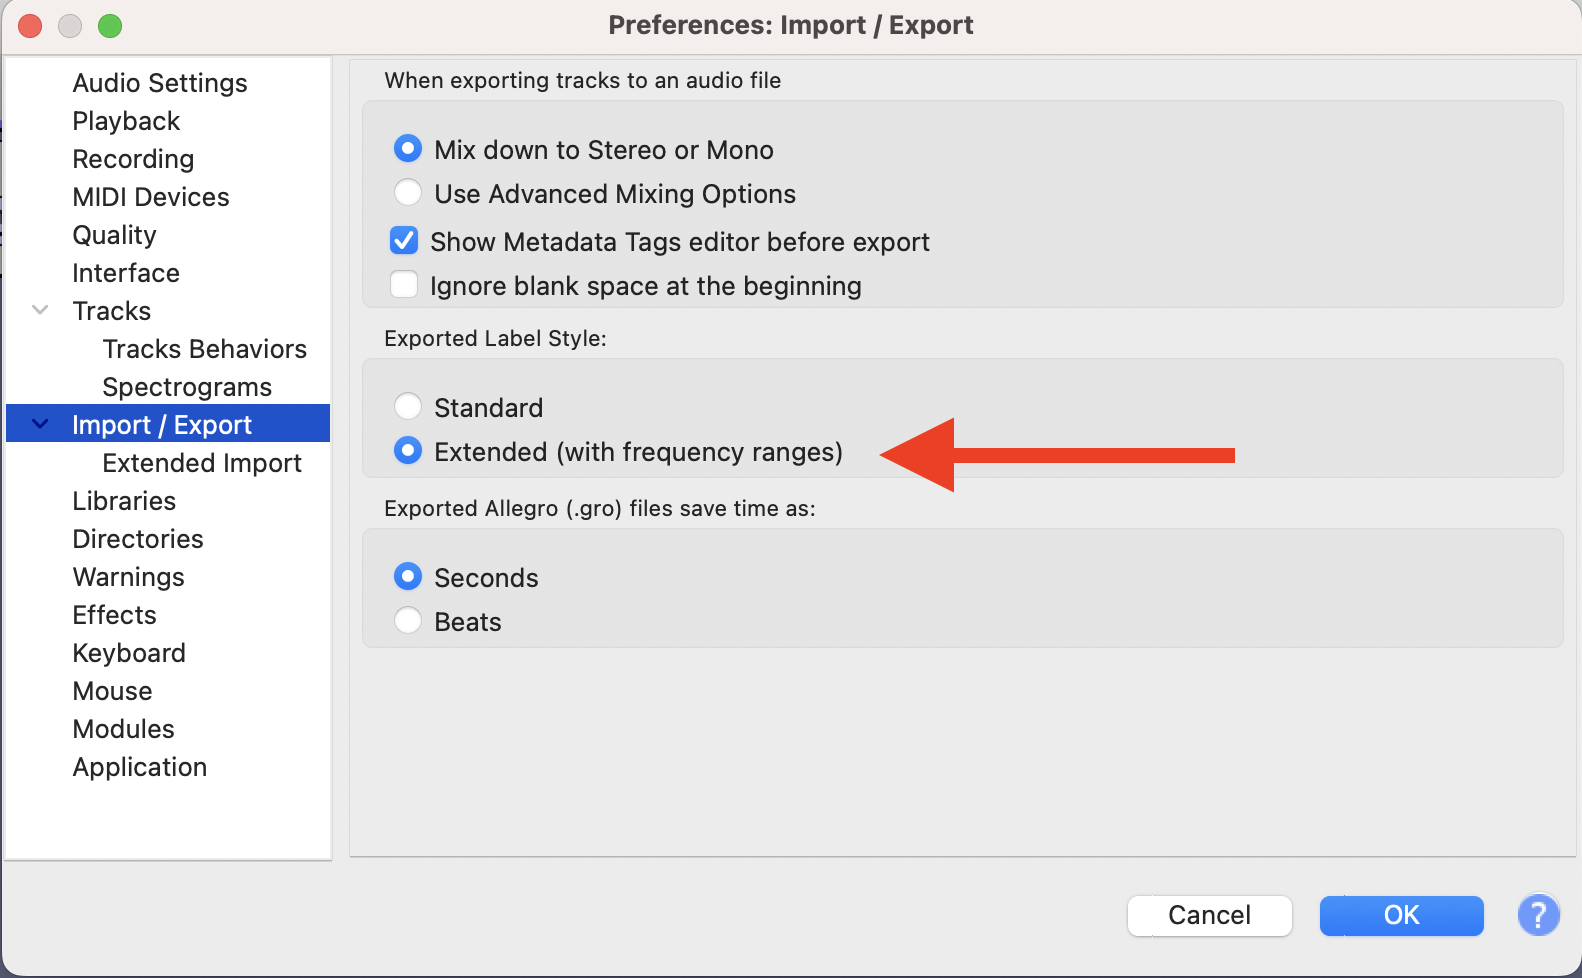 Preferences: Import / Export
Audio Settings
Playback
Recording
MIDI Devices
Quality
Interface
Tracks
Tracks Behaviors
Spectrograms
Import / Export
Extended Import
Libraries
Directories
Warnings
Effects
Keyboard
Mouse
Modules
Application
When exporting tracks to an audio file
Mix down to Stereo or Mono
Use Advanced Mixing Options
Show Metadata Tags editor before export
Ignore blank space at the beginning
Exported Label Style:
Standard
Extended (with frequency ranges)
Exported Allegro (.gro) files save time as:
Seconds
Beats
Cancel
OK
?